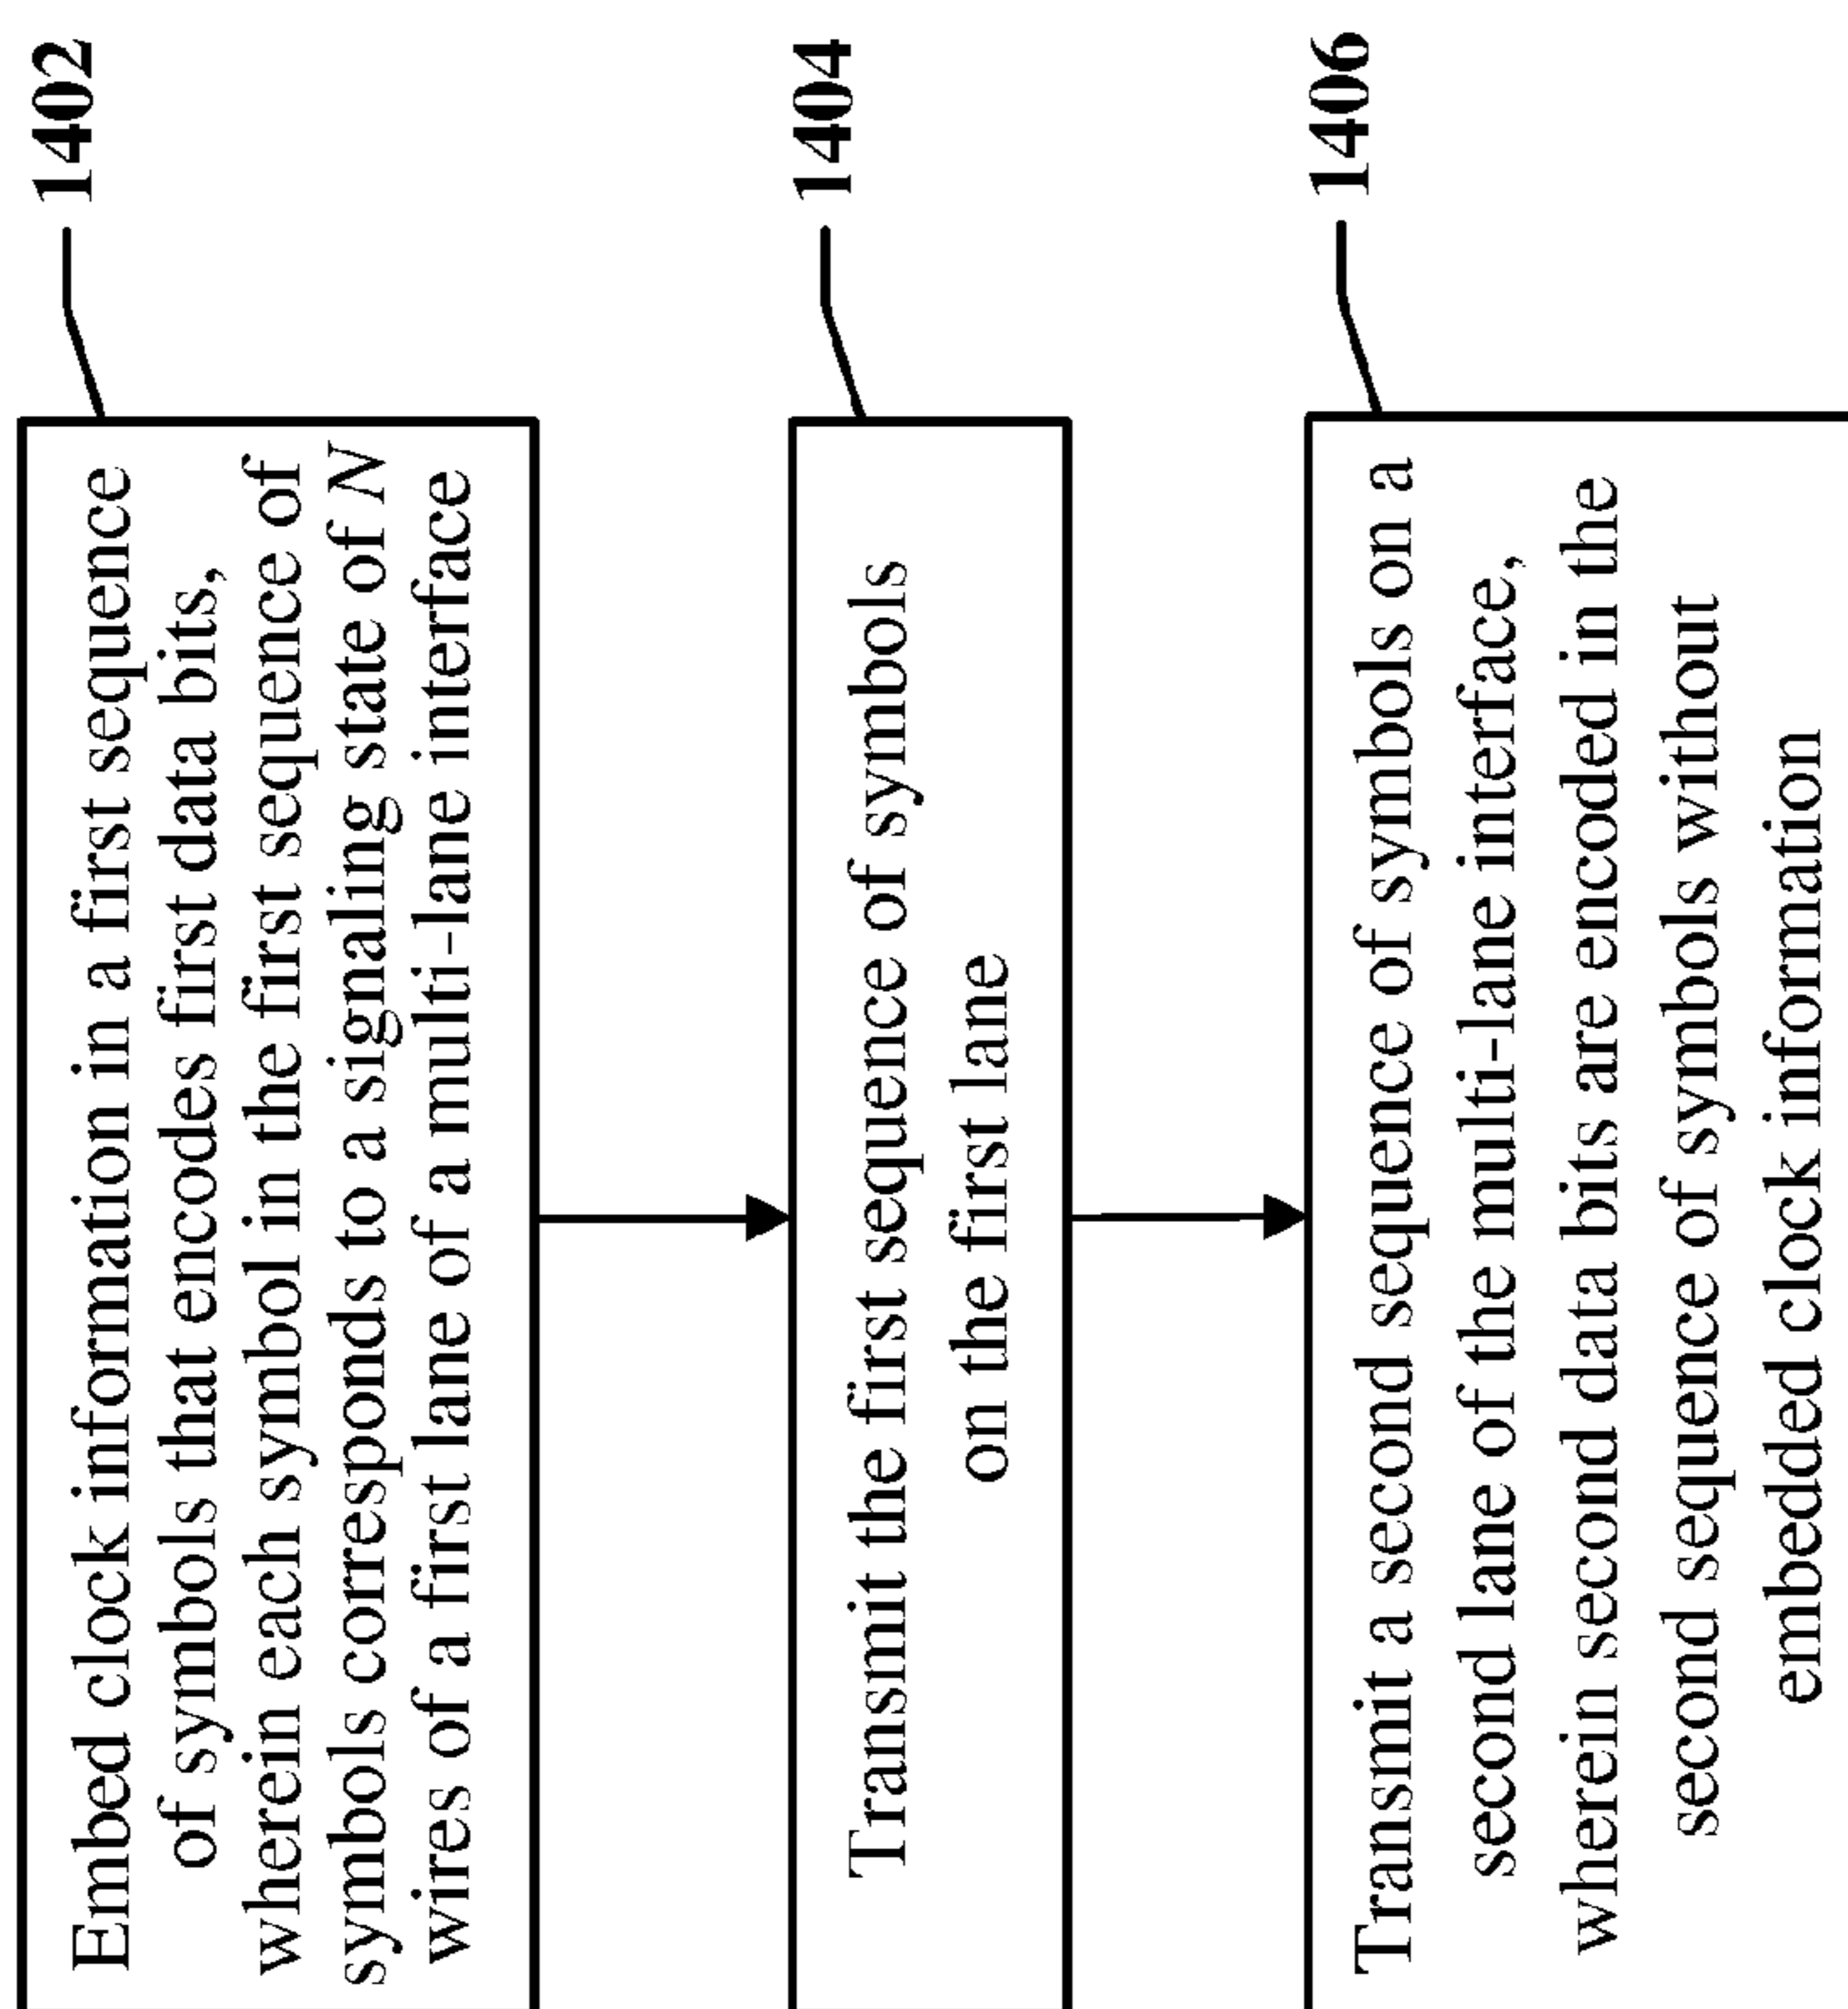 1402
Embed clock information in a first sequence
of symbols that encodes first data bits,
wherein each symbol in the first sequence of
symbols corresponds to a signaling state of N
wires of a first lane of a multi-lane interface
1404
Transmit the first sequence of symbols
on the first lane
1406
Transmit a second sequence of symbols on a
second lane of the multi-lane interface,
wherein second data bits are encoded in the
second sequence of symbols without
embedded clock information